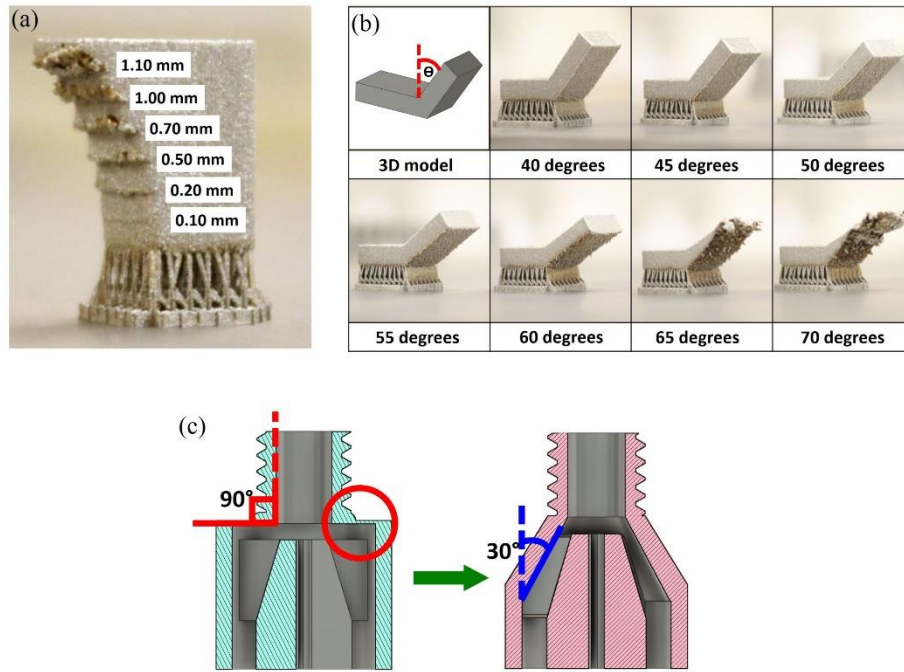 (a)
1.10 mm
1.00 mm
0.70 mm
0.50 mm
0.20 mm
0.10 mm
(b)
θ
3D model
40 degrees
45 degrees
50 degrees
55 degrees
60 degrees
65 degrees
70 degrees
(c)
90°
30°